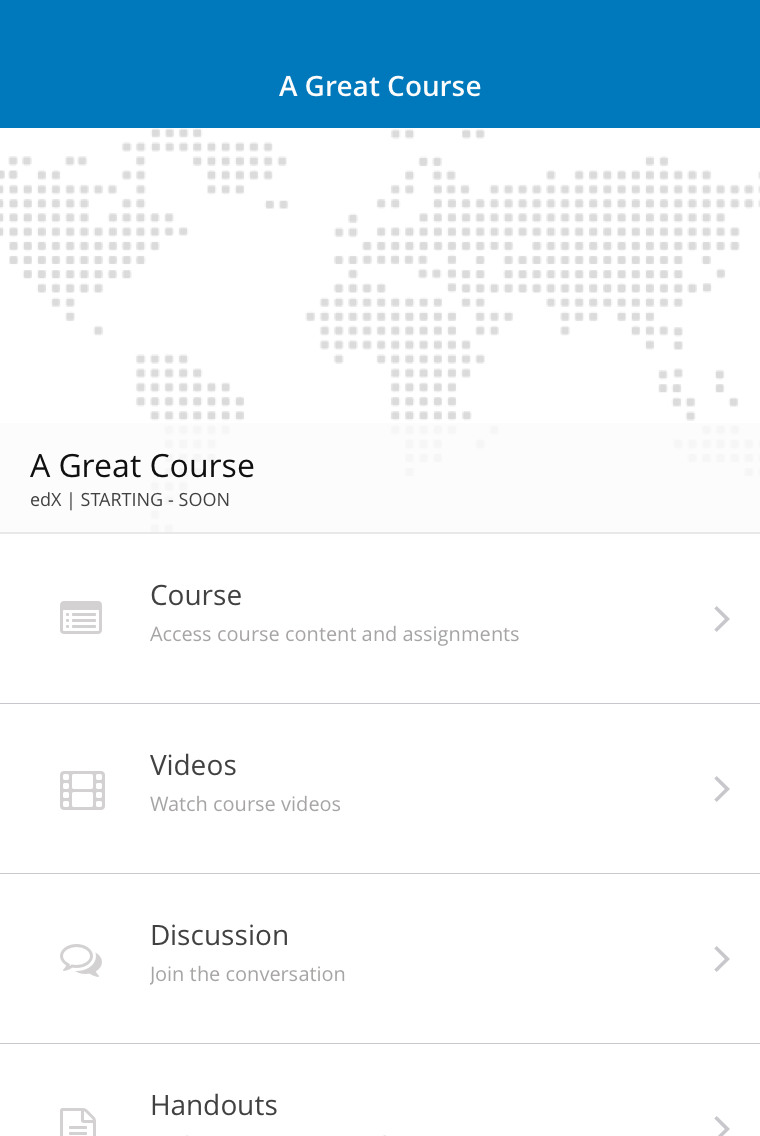 A Great Course
A Great Course
edX | STARTING - SOON
Course
Access course content and assignments
Videos
Watch course videos
Discussion
Join the conversation
Handouts